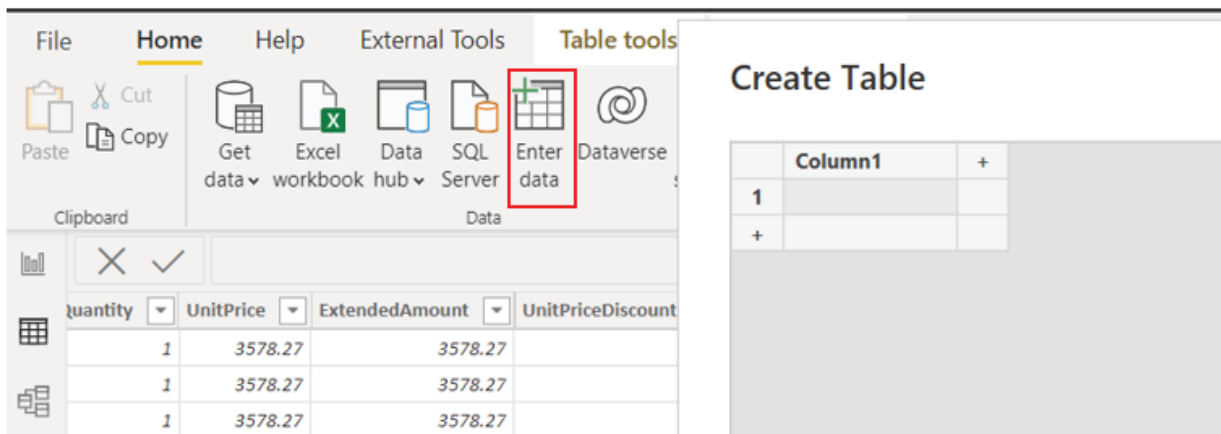 File Home Help External Tools Table tools
Cut
Copy
Paste
Get data
Excel workbook
Data hub
SQL Server
Enter data
Dataverse
Clipboard
Data
Quantity UnitPrice ExtendedAmount UnitPriceDiscount
1 3578.27 3578.27
1 3578.27 3578.27
1 3578.27 3578.27
Create Table
Column1 +
1
+